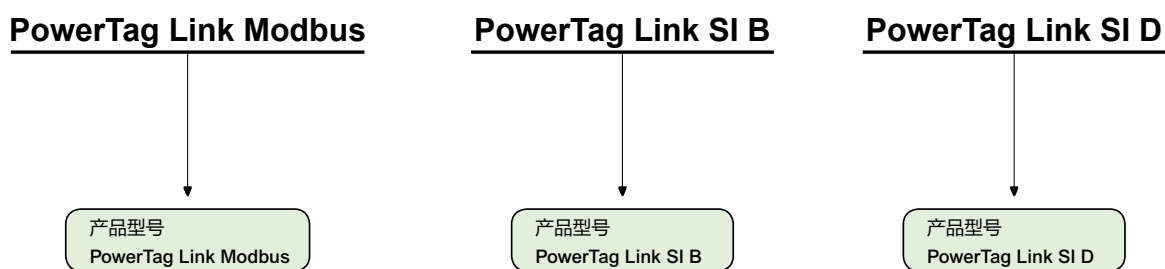 PowerTag Link Modbus
PowerTag Link SI B
PowerTag Link SI D
产品型号
PowerTag Link Modbus
产品型号
PowerTag Link SI B
产品型号
PowerTag Link SI D